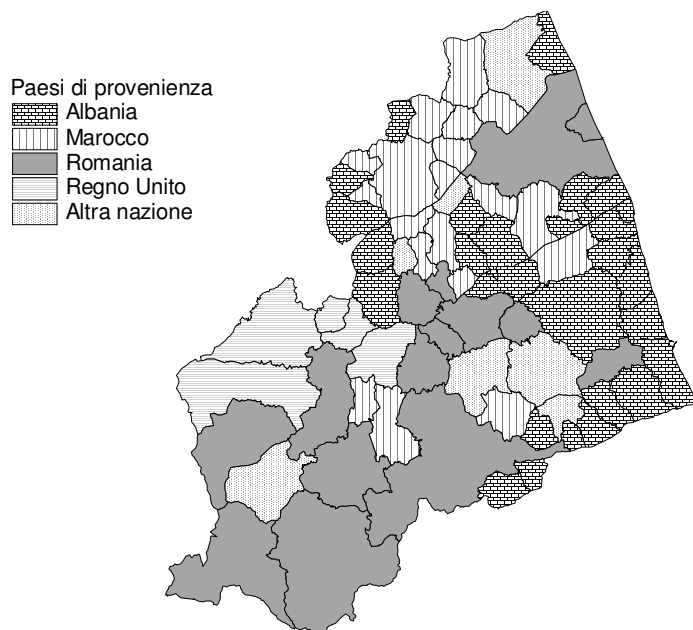 Paesi di provenienza
Albania
Marocco
Romania
Regno Unito
Altra nazione